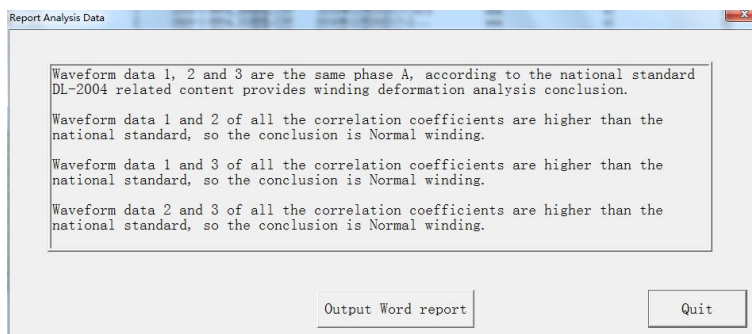 Report Analysis Data
Waveform data 1, 2 and 3 are the same phase A, according to the national standard
DL-2004 related content provides winding deformation analysis conclusion.
Waveform data 1 and 2 of all the correlation coefficients are higher than the
national standard, so the conclusion is Normal winding.
Waveform data 1 and 3 of all the correlation coefficients are higher than the
national standard, so the conclusion is Normal winding.
Waveform data 2 and 3 of all the correlation coefficients are higher than the
national standard, so the conclusion is Normal winding.
Output Word report
Quit